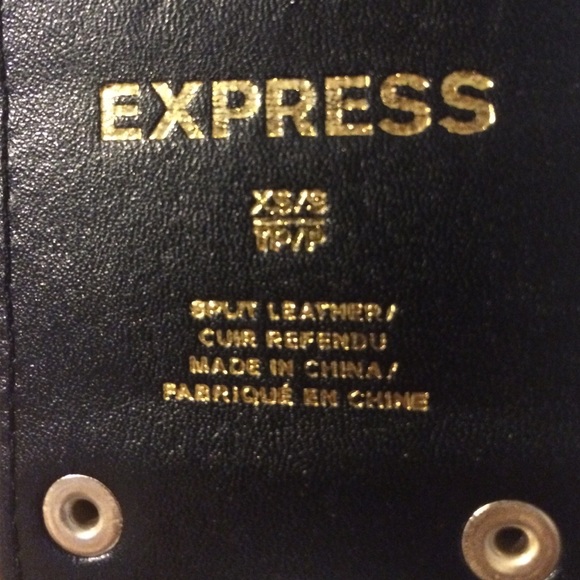 EXPRESS
XS/S
TP/P
SPLIT LEATHER/
CUIR REFENDU
MADE IN CHINA/
FABRIQUÉ EN CHINE